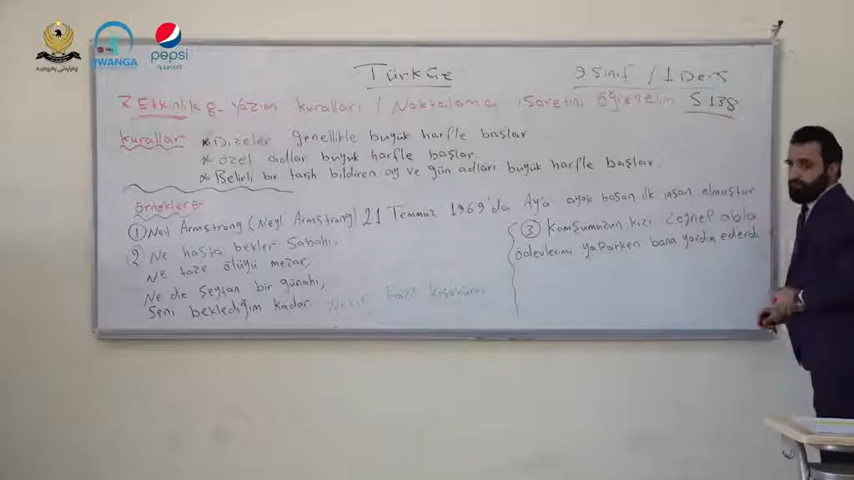 RWANGA
pepsi
Türkçe
9 Sınıf / 1 Ders
2 Etkinlik 8- Yazım kuralları / Noktalama işaretini öğrenelim S 138
kurallar * Dizeler genellikle büyük harfle başlar
* özel adlar büyük harfle başlar
* Belirli bir tarih bildiren ay ve gün adları büyük harfle başlar.
örnekler 8-
① Neil Armstrong (Neyl Armstrang) 21 Temmuz 1969'da Ay'a ayak basan ilk insan olmuştur
② Ne hasta bekler sabahı,
Ne taze ölüyü mezar,
Ne de Şeytan bir günahı,
Seni beklediğim kadar. Necip Fazıl Kısakürek
③ Komşumuzun kızı Zeynep abla
ödevlerimi yaparken bana yardım ederdi.